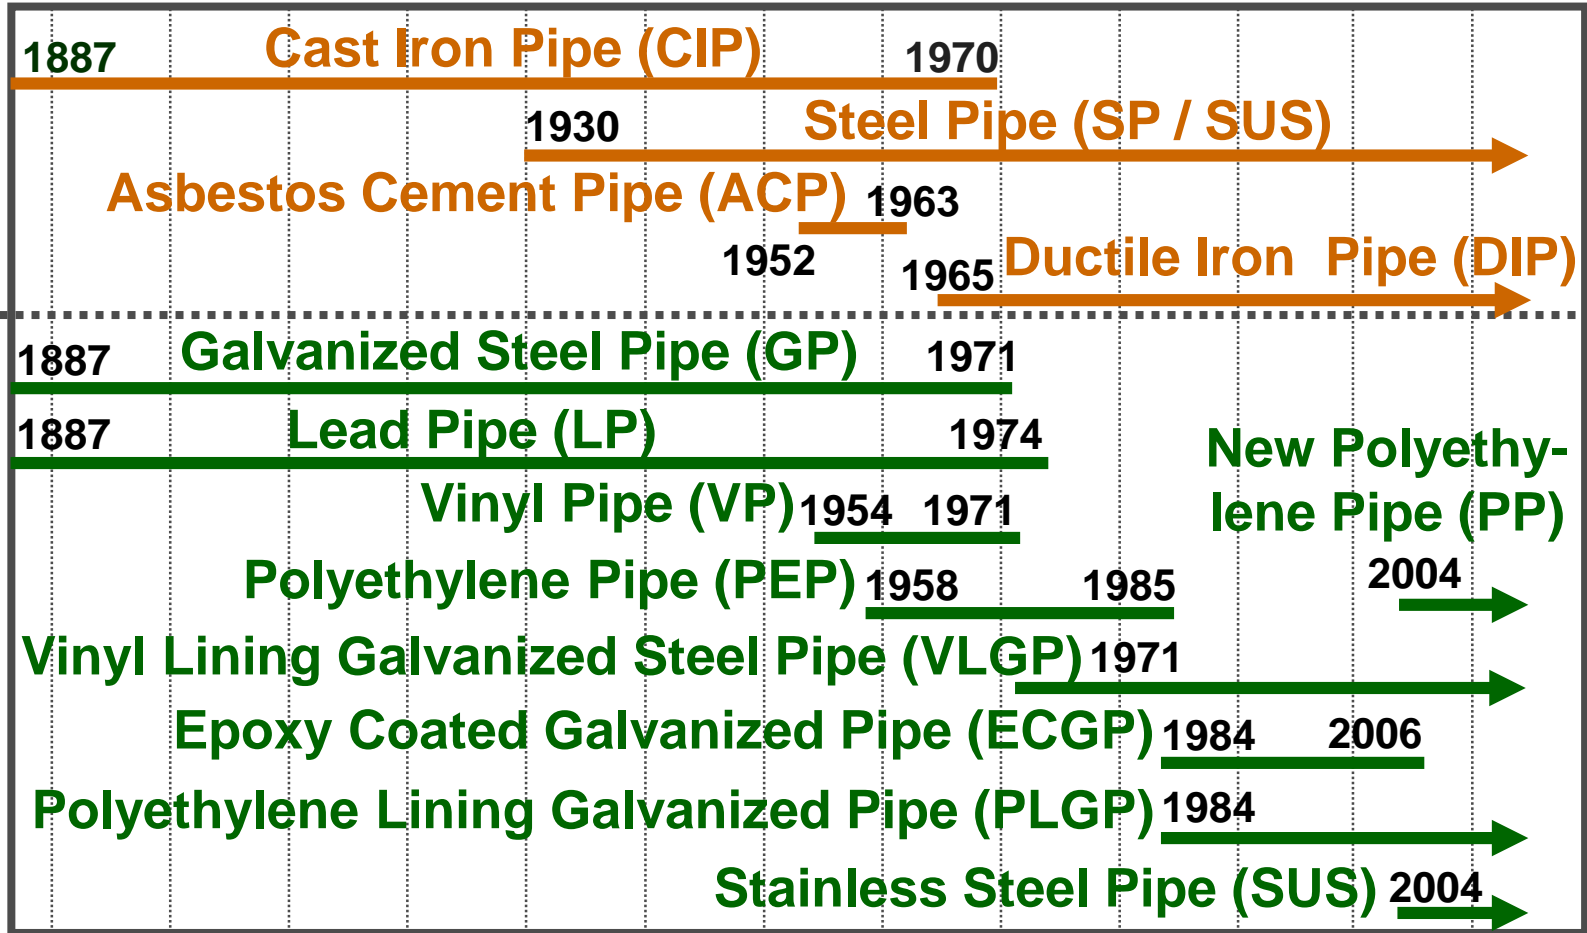 1887 Cast Iron Pipe (CIP) 1970
1930 Steel Pipe (SP / SUS)
Asbestos Cement Pipe (ACP) 1963
1952 1965 Ductile Iron Pipe (DIP)
1887 Galvanized Steel Pipe (GP) 1971
1887 Lead Pipe (LP) 1974
New Polyethy-
lene Pipe (PP)
Vinyl Pipe (VP) 1954 1971
Polyethylene Pipe (PEP) 1958 1985 2004
Vinyl Lining Galvanized Steel Pipe (VLGP) 1971
Epoxy Coated Galvanized Pipe (ECGP) 1984 2006
Polyethylene Lining Galvanized Pipe (PLGP) 1984
Stainless Steel Pipe (SUS) 2004